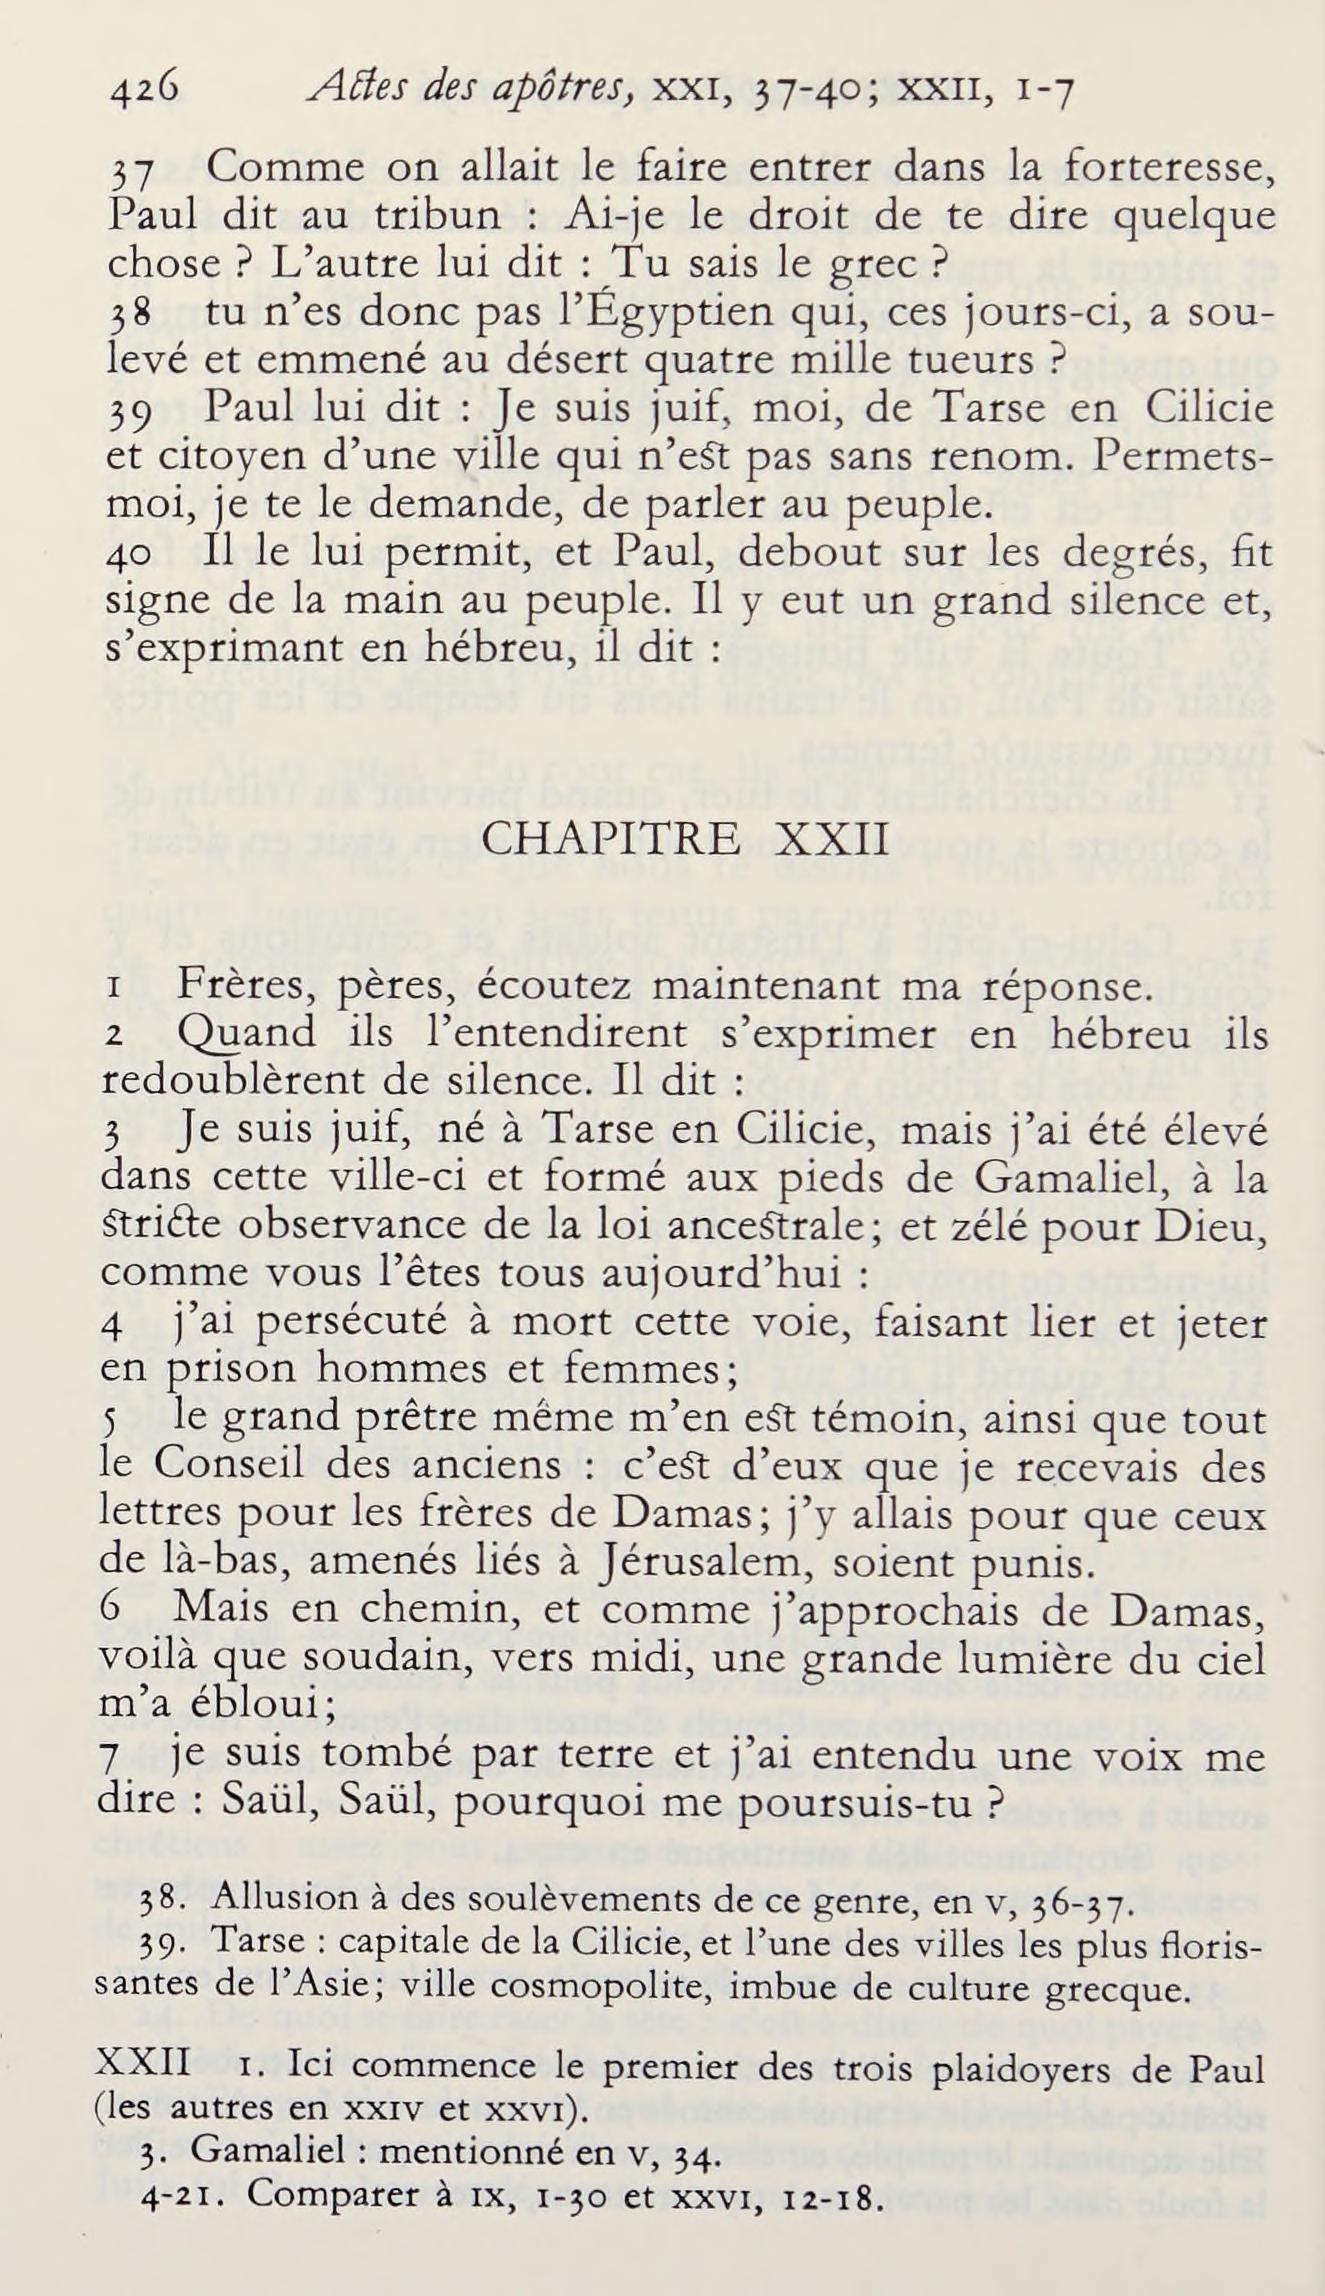 426 Actes des apôtres, XXI, 37-40; XXII, 1-7
37 Comme on allait le faire entrer dans la forteresse,
Paul dit au tribun : Ai-je le droit de te dire quelque
chose ? L’autre lui dit : Tu sais le grec ?
38 tu n’es donc pas l’Égyptien qui, ces jours-ci, a sou-
levé et emmené au désert quatre mille tueurs ?
39 Paul lui dit : Je suis juif, moi, de Tarse en Cilicie
et citoyen d’une ville qui n’est pas sans renom. Permets-
moi, je te le demande, de parler au peuple.
40 Il le lui permit, et Paul, debout sur les degrés, fit
signe de la main au peuple. Il y eut un grand silence et,
s’exprimant en hébreu, il dit :
CHAPITRE XXII
1 Frères, pères, écoutez maintenant ma réponse.
2 Quand ils l’entendirent s’exprimer en hébreu ils
redoublèrent de silence. Il dit :
3 Je suis juif, né à Tarse en Cilicie, mais j’ai été élevé
dans cette ville-ci et formé aux pieds de Gamaliel, à la
stricte observance de la loi ancestrale; et zélé pour Dieu,
comme vous l’êtes tous aujourd’hui :
4 j’ai persécuté à mort cette voie, faisant lier et jeter
en prison hommes et femmes;
5 le grand prêtre même m’en est témoin, ainsi que tout
le Conseil des anciens : c’est d’eux que je recevais des
lettres pour les frères de Damas; j’y allais pour que ceux
de là-bas, amenés liés à Jérusalem, soient punis.
6 Mais en chemin, et comme j’approchais de Damas,
voilà que soudain, vers midi, une grande lumière du ciel
m’a ébloui;
7 je suis tombé par terre et j’ai entendu une voix me
dire : Saül, Saül, pourquoi me poursuis-tu ?
38. Allusion à des soulèvements de ce genre, en V, 36-37.
39. Tarse : capitale de la Cilicie, et l’une des villes les plus floris-
santes de l’Asie; ville cosmopolite, imbue de culture grecque.
XXII 1. Ici commence le premier des trois plaidoyers de Paul
(les autres en XXIV et XXVI).
3. Gamaliel : mentionné en V, 34.
4-21. Comparer à IX, 1-30 et XXVI, 12-18.